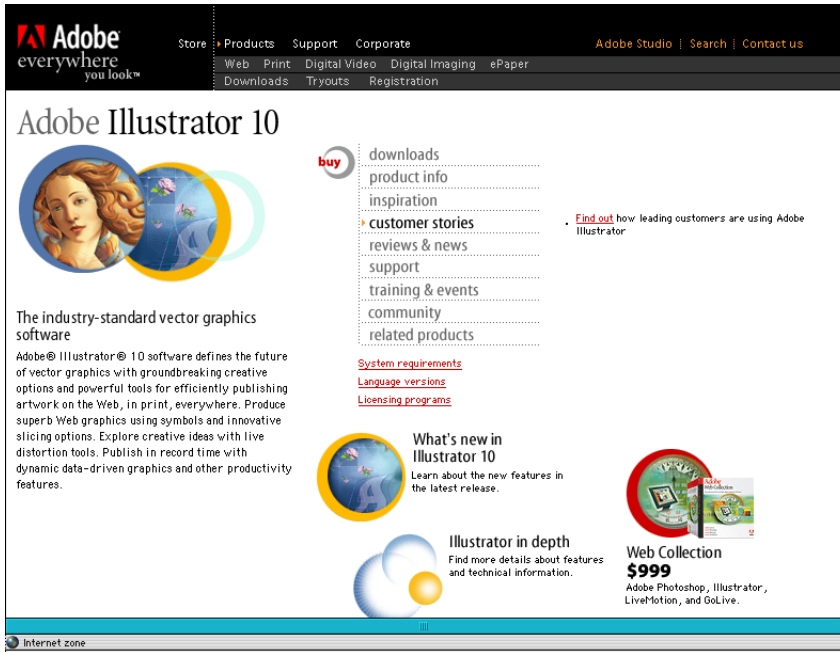 Adobe
everywhere
you look™
Store Products Support Corporate
Adobe Studio | Search | Contact us
Web Print Digital Video Digital Imaging ePaper
Downloads Tryouts Registration
Adobe Illustrator 10
buy
downloads
product info
inspiration
customer stories
reviews & news
support
training & events
community
related products
Find out how leading customers are using Adobe
Illustrator
The industry-standard vector graphics
software
Adobe® Illustrator® 10 software defines the future
of vector graphics with groundbreaking creative
options and powerful tools for efficiently publishing
artwork on the Web, in print, everywhere. Produce
superb Web graphics using symbols and innovative
slicing options. Explore creative ideas with live
distortion tools. Publish in record time with
dynamic data-driven graphics and other productivity
features.
System requirements
Language versions
Licensing programs
What's new in
Illustrator 10
Learn about the new features in
the latest release.
Illustrator in depth
Find more details about features
and technical information.
Adobe
Web Collection
Web Collection
$999
Adobe Photoshop, Illustrator,
LiveMotion, and GoLive.
Internet zone